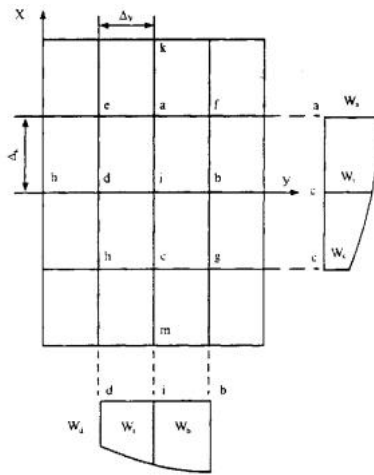 X
Δy
k
e a f a Wa
Δx
h d i b y c Wi
h c g c Wc
m
d i b
Wd Wi Wb